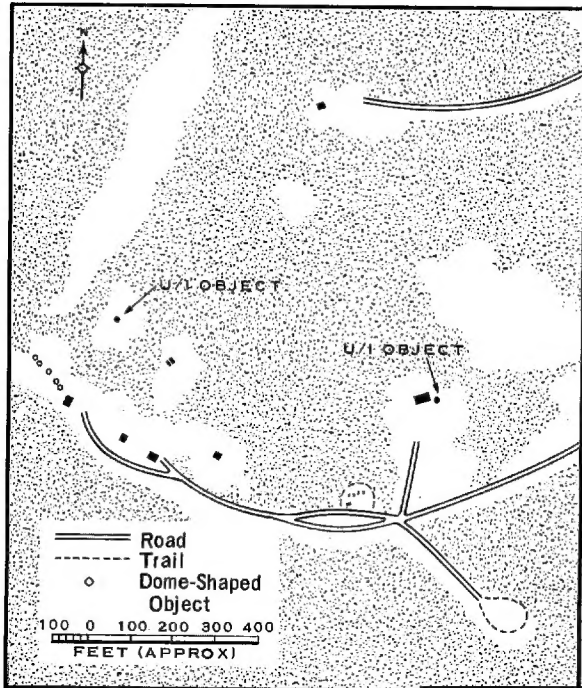 N
U/I OBJECT
U/I OBJECT
Road
Trail
Dome-Shaped
Object
100 0 100 200 300 400
FEET (APPROX)